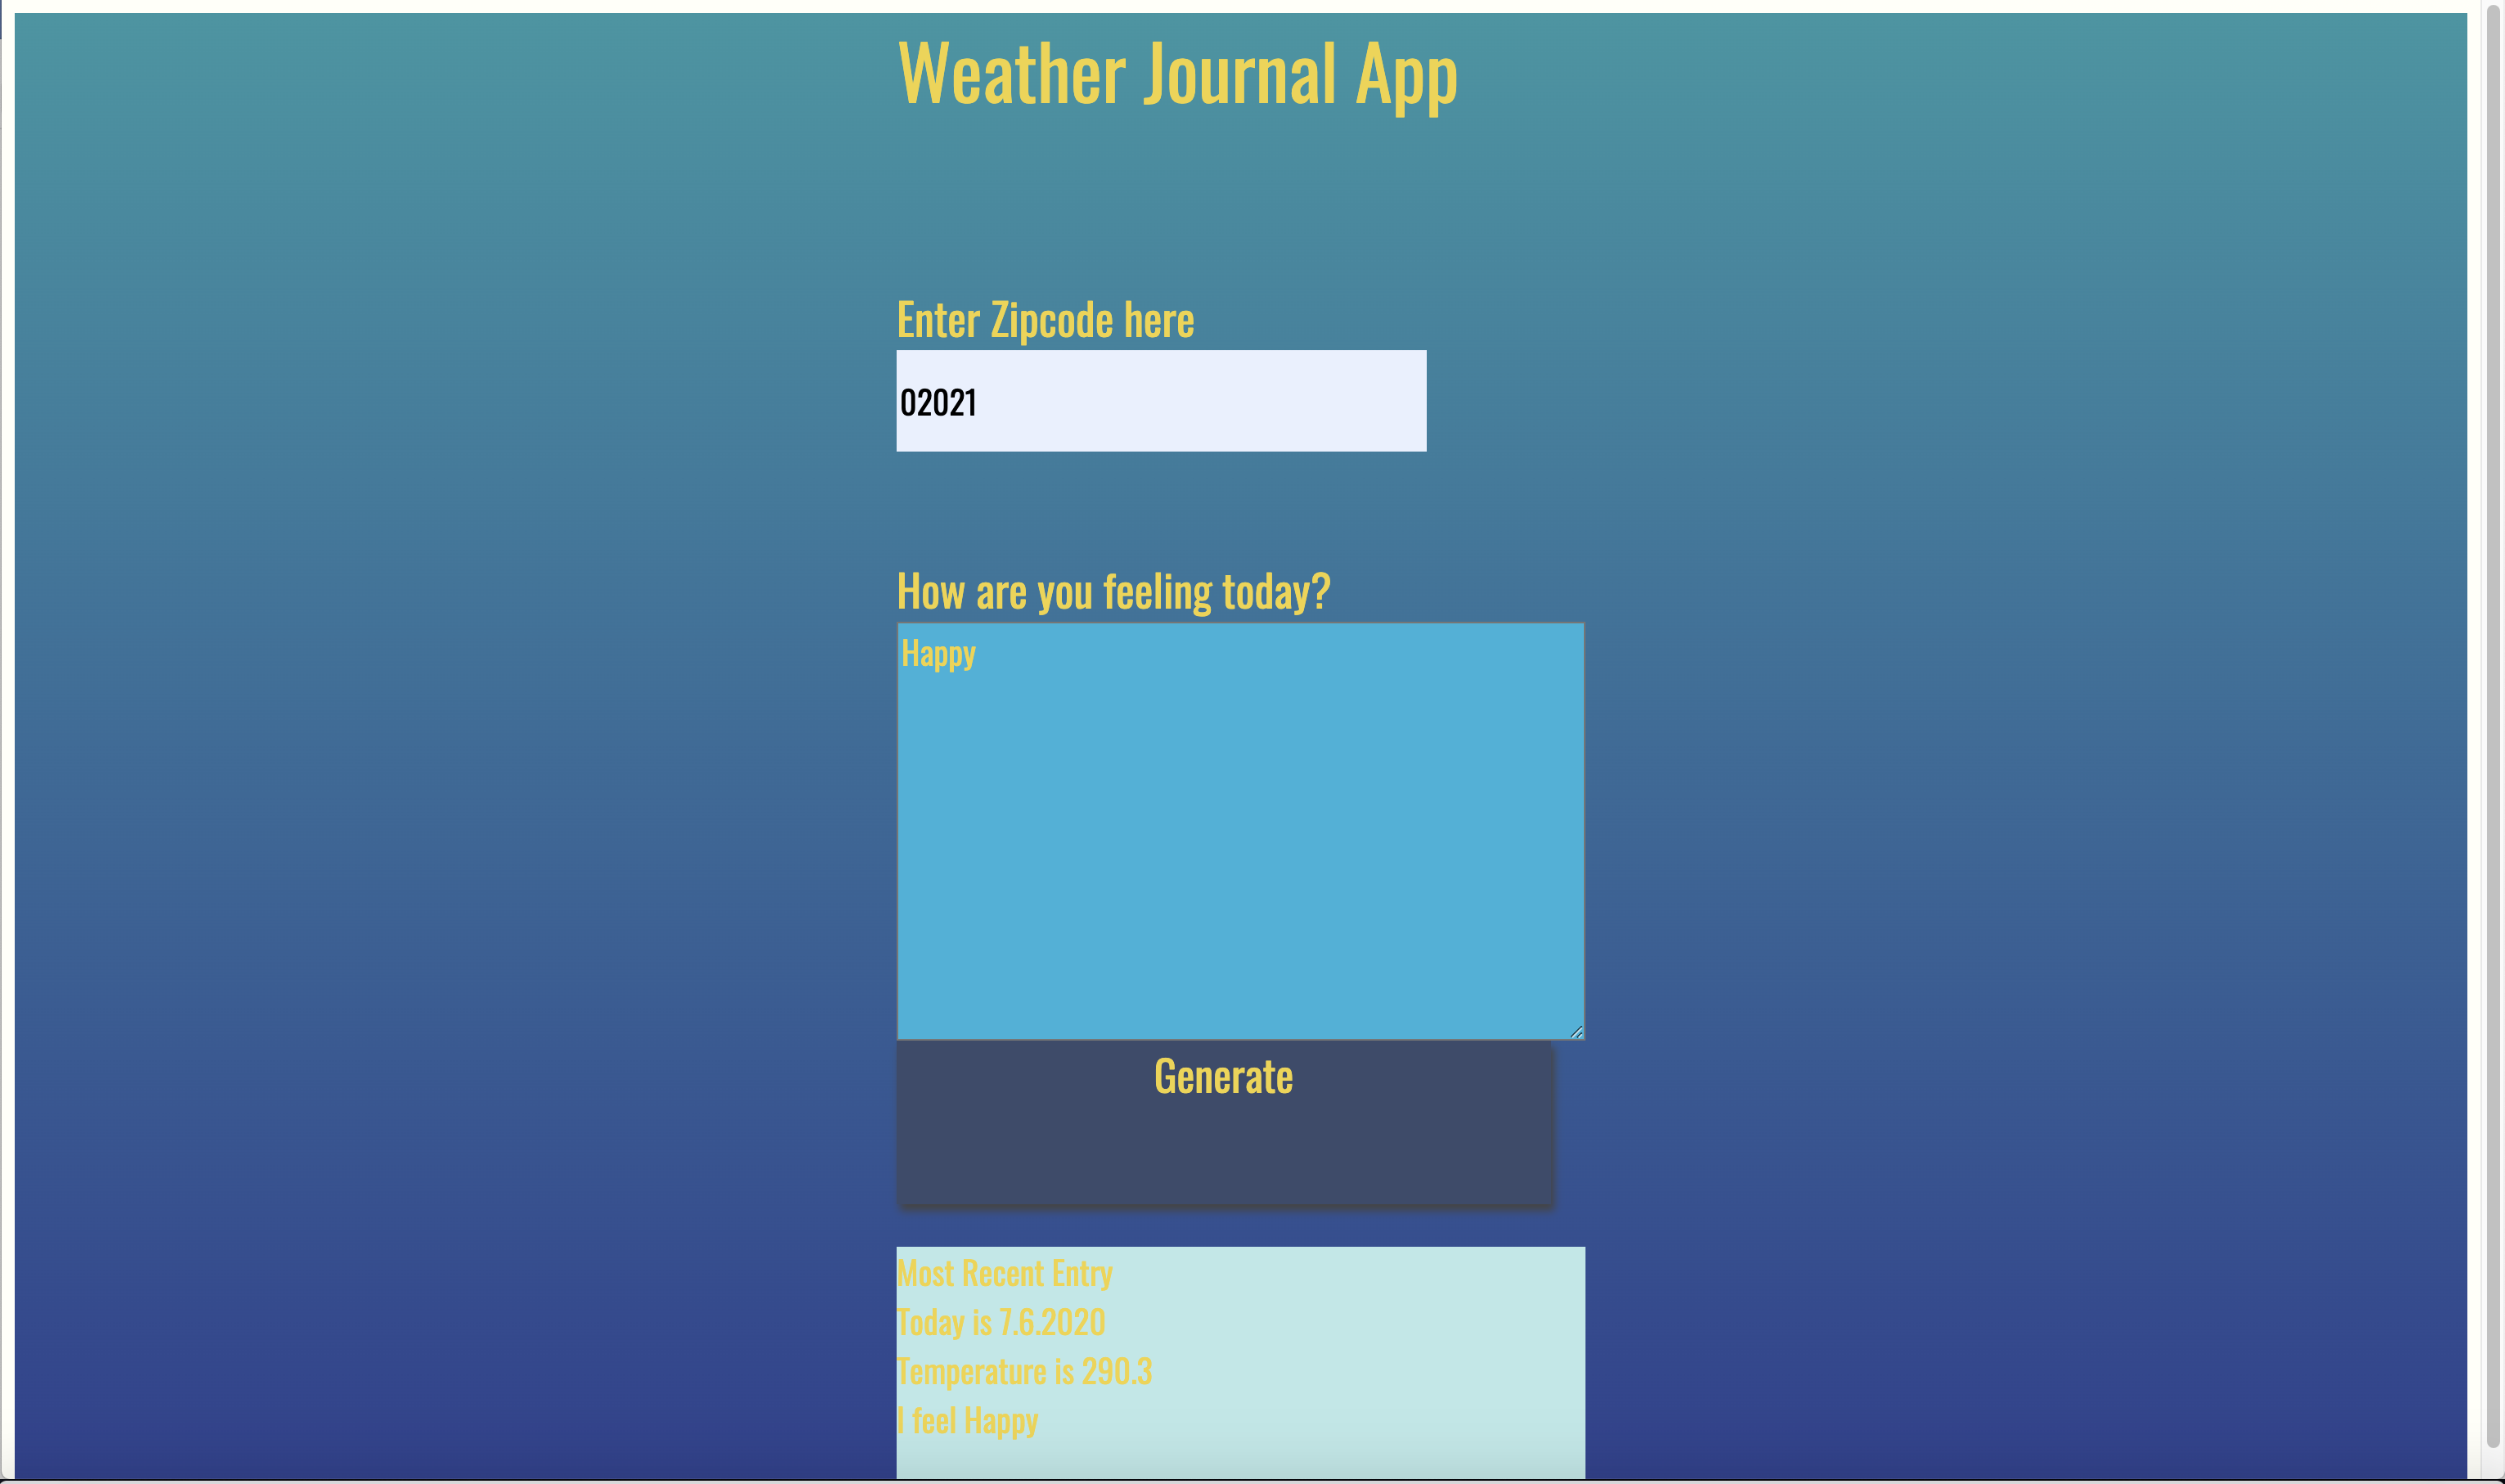 Weather Journal App
Enter Zipcode here
02021
How are you feeling today?
Happy
Generate
Most Recent Entry
Today is 7.6.2020
Temperature is 290.3
I feel Happy